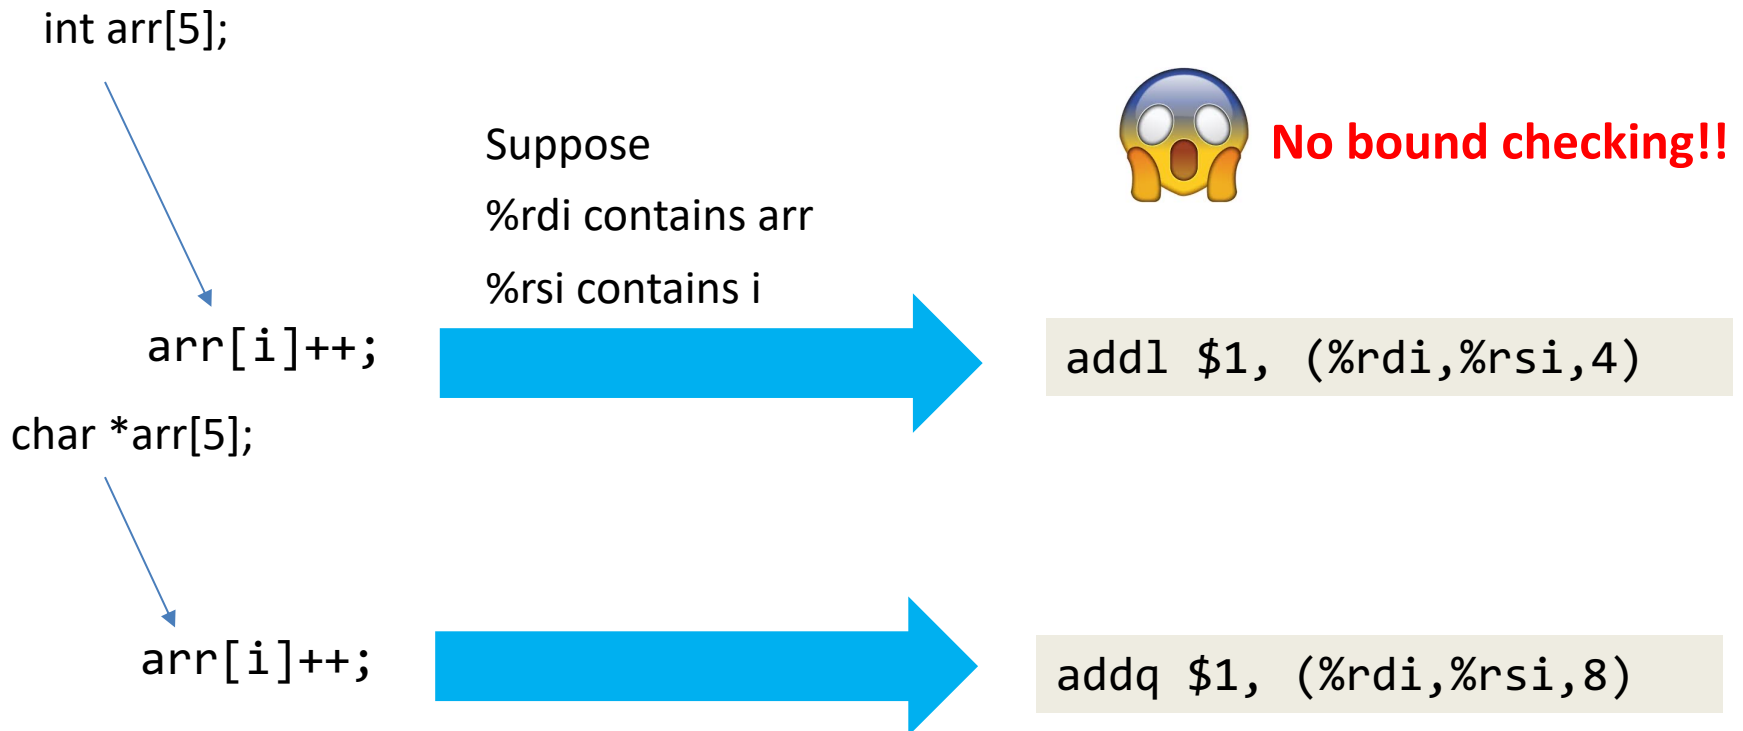 int arr[5];
Suppose
%rdi contains arr
%rsi contains i
No bound checking!!
arr[i]++;
addl $1, (%rdi,%rsi,4)
char *arr[5];
arr[i]++;
addq $1, (%rdi,%rsi,8)